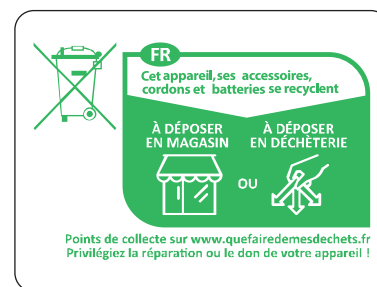 FR
Cet appareil, ses accessoires,
cordons et batteries se recyclent
À DÉPOSER
EN MAGASIN
OU
À DÉPOSER
EN DÉCHÈTERIE
Points de collecte sur www.quefairedemesdechets.fr
Privilégiez la réparation ou le don de votre appareil !